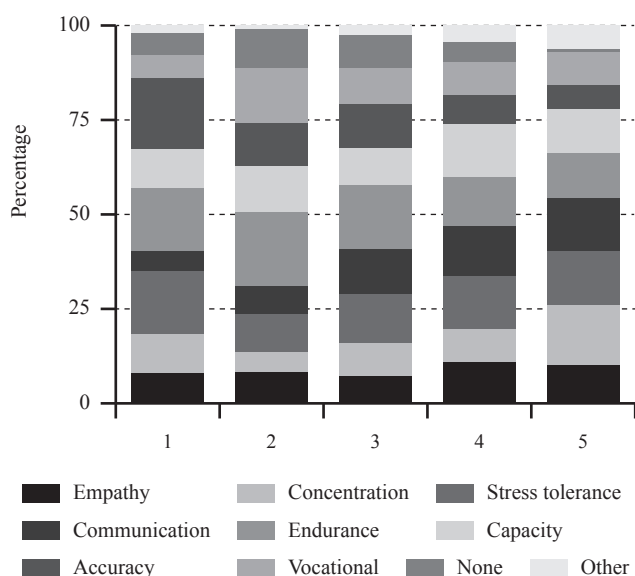 100
75
50
25
0
Percentage
1 2 3 4 5
Empathy Concentration Stress tolerance
Communication Endurance Capacity
Accuracy Vocational None Other